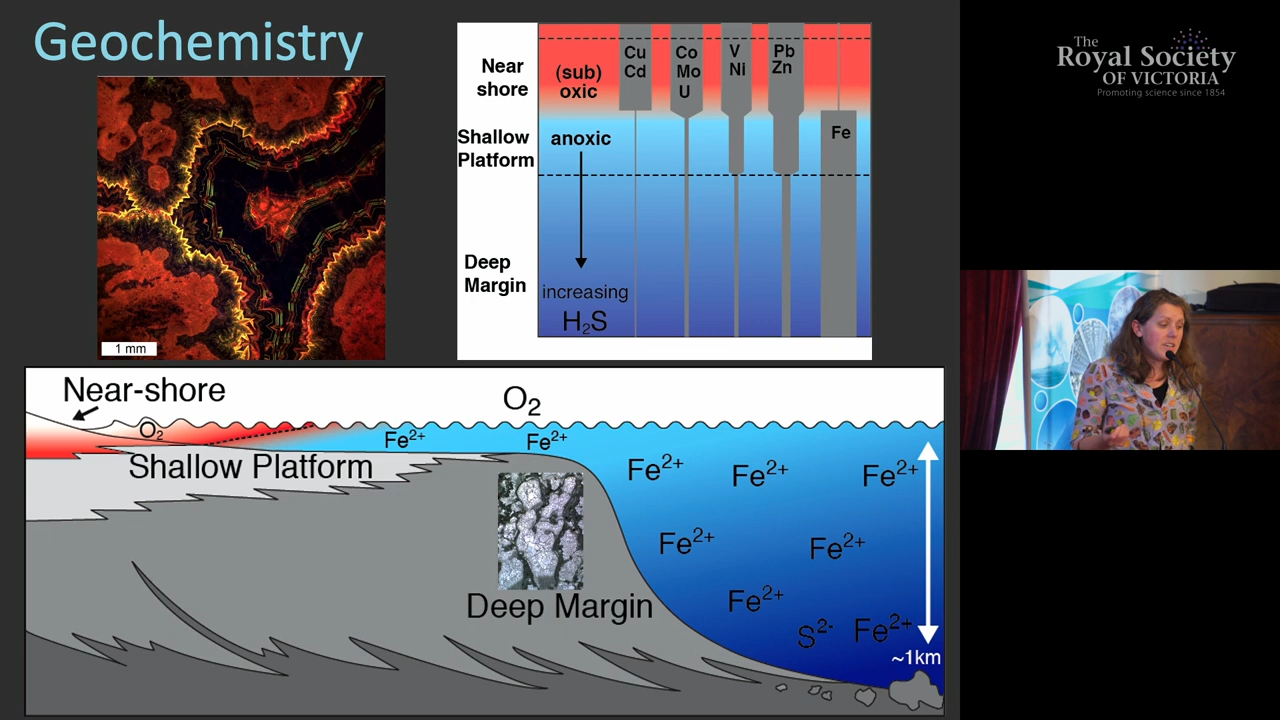 Geochemistry
1 mm
Near
shore
(sub)
oxic
Cu
Cd
Co
Mo
U
V
Ni
Pb
Zn
Shallow
Platform
anoxic
Fe
Deep
Margin
increasing
H₂S
Near-shore
O₂
O₂
Fe²⁺
Fe²⁺
Shallow Platform
Fe²⁺
Fe²⁺
Fe²⁺
Fe²⁺
Fe²⁺
Deep Margin
Fe²⁺
S²⁻
Fe²⁺
~1km
The
Royal Society
OF VICTORIA
Promoting science since 1854